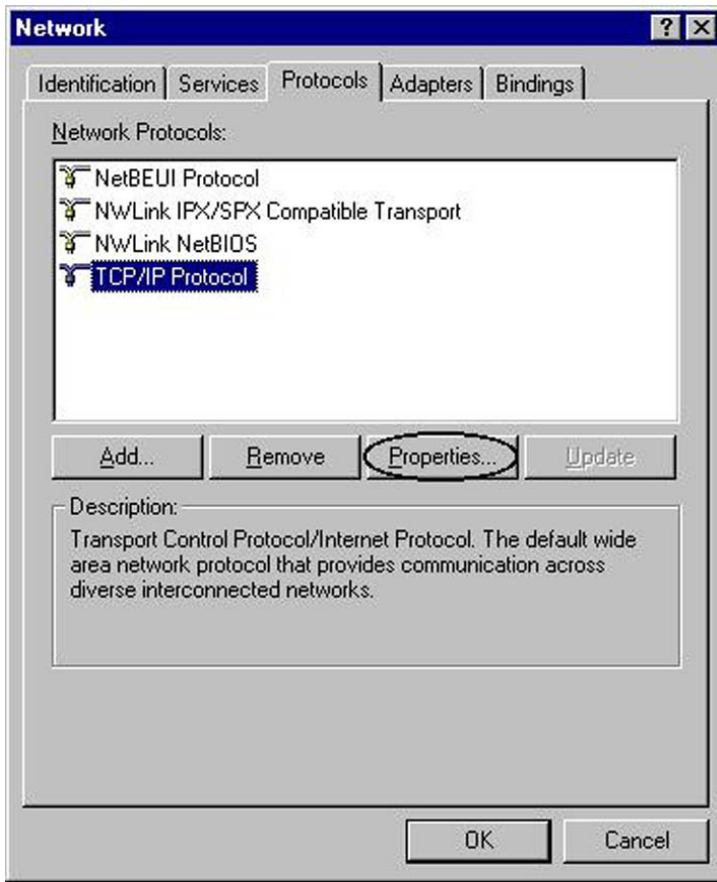 Network
Identification Services Protocols Adapters Bindings
Network Protocols:
NetBEUI Protocol
NWLink IPX/SPX Compatible Transport
NWLink NetBIOS
TCP/IP Protocol
Add... Remove Properties... Update
Description:
Transport Control Protocol/Internet Protocol. The default wide
area network protocol that provides communication across
diverse interconnected networks.
OK Cancel